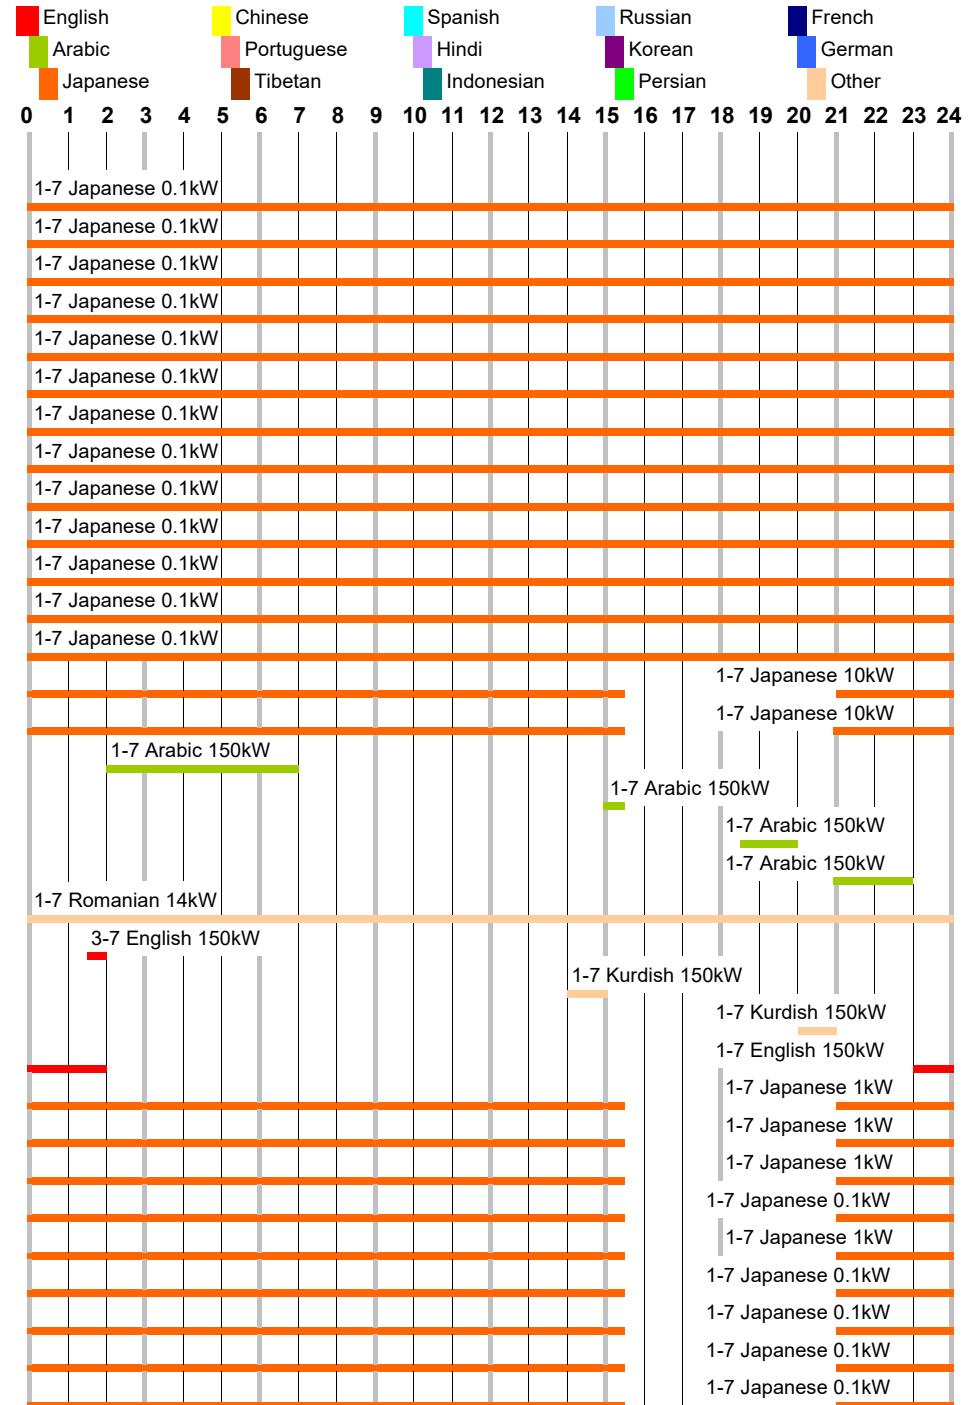 English Chinese Spanish Russian French
Arabic Portuguese Hindi Korean German
Japanese Tibetan Indonesian Persian Other
0 1 2 3 4 5 6 7 8 9 10 11 12 13 14 15 16 17 18 19 20 21 22 23 24
1-7 Japanese 0.1kW
1-7 Japanese 0.1kW
1-7 Japanese 0.1kW
1-7 Japanese 0.1kW
1-7 Japanese 0.1kW
1-7 Japanese 0.1kW
1-7 Japanese 0.1kW
1-7 Japanese 0.1kW
1-7 Japanese 0.1kW
1-7 Japanese 0.1kW
1-7 Japanese 0.1kW
1-7 Japanese 0.1kW
1-7 Japanese 0.1kW
1-7 Japanese 10kW
1-7 Japanese 10kW
1-7 Arabic 150kW
1-7 Arabic 150kW
1-7 Arabic 150kW
1-7 Arabic 150kW
1-7 Romanian 14kW
3-7 English 150kW
1-7 Kurdish 150kW
1-7 Kurdish 150kW
1-7 English 150kW
1-7 Japanese 1kW
1-7 Japanese 1kW
1-7 Japanese 1kW
1-7 Japanese 0.1kW
1-7 Japanese 1kW
1-7 Japanese 0.1kW
1-7 Japanese 0.1kW
1-7 Japanese 0.1kW
1-7 Japanese 0.1kW